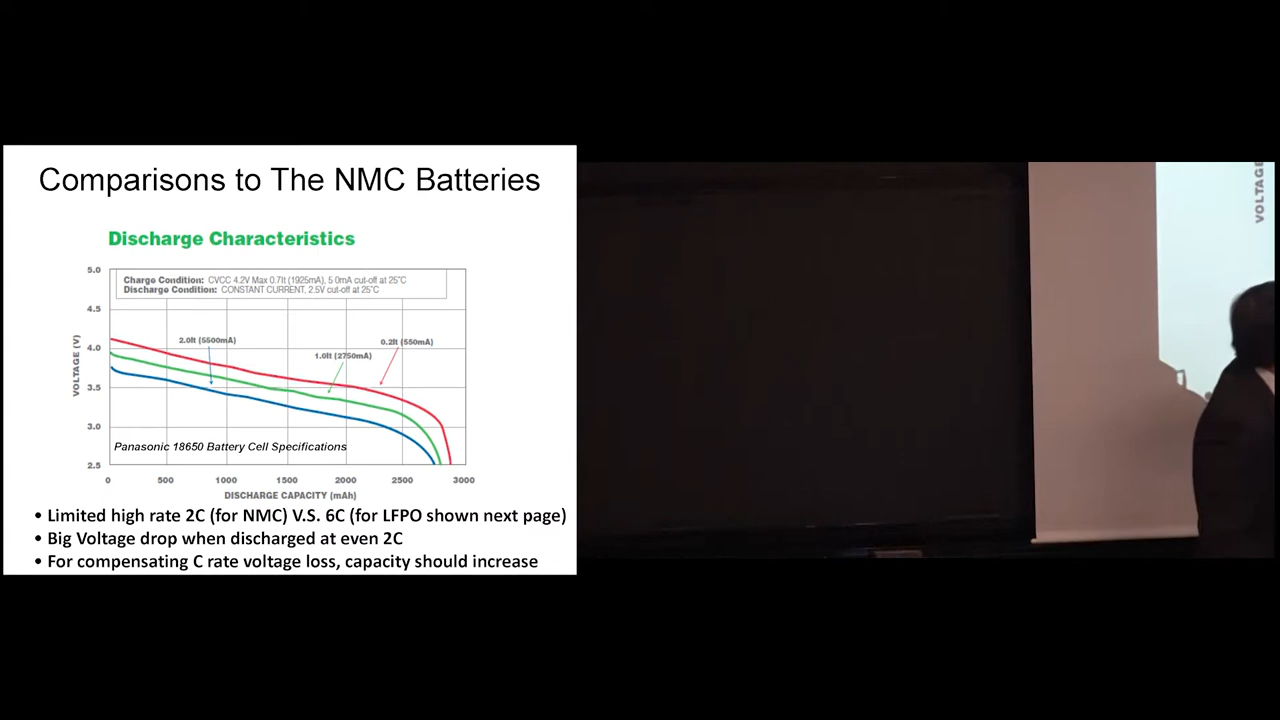 Comparisons to The NMC Batteries
Discharge Characteristics
5.0
4.5
4.0
3.5
3.0
2.5
VOLTAGE (V)
Charge Condition: CVCC 4.2V Max 0.7It (1925mA), 5 0mA cut-off at 25°C
Discharge Condition: CONSTANT CURRENT, 2.5V cut-off at 25°C
2.0It (5500mA)
1.0It (2750mA)
0.2It (550mA)
Panasonic 18650 Battery Cell Specifications
0 500 1000 1500 2000 2500 3000
DISCHARGE CAPACITY (mAh)
• Limited high rate 2C (for NMC) V.S. 6C (for LFPO shown next page)
• Big Voltage drop when discharged at even 2C
• For compensating C rate voltage loss, capacity should increase
VOLTAGE